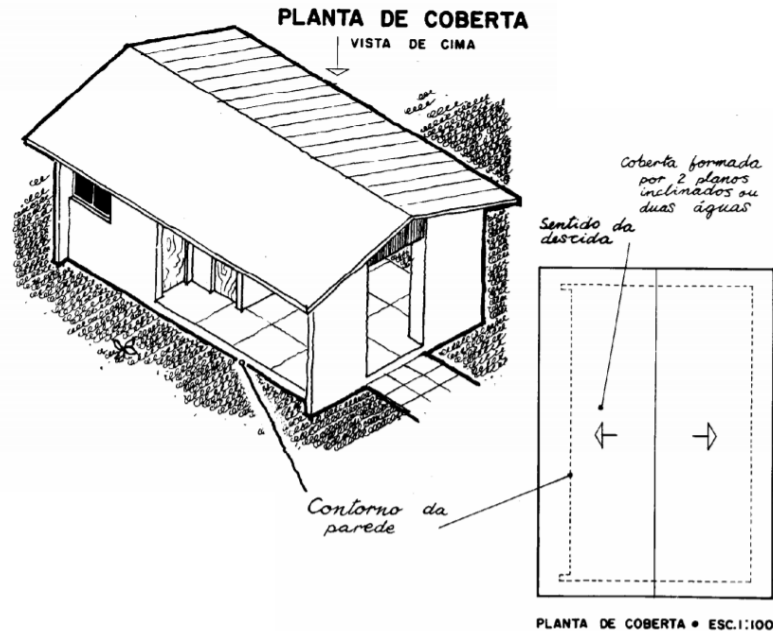 PLANTA DE COBERTA
VISTA DE CIMA
Coberta formada
por 2 planos
inclinados ou
duas águas
Sentido da
descida
Contorno da
parede
PLANTA DE COBERTA • ESC.1:100